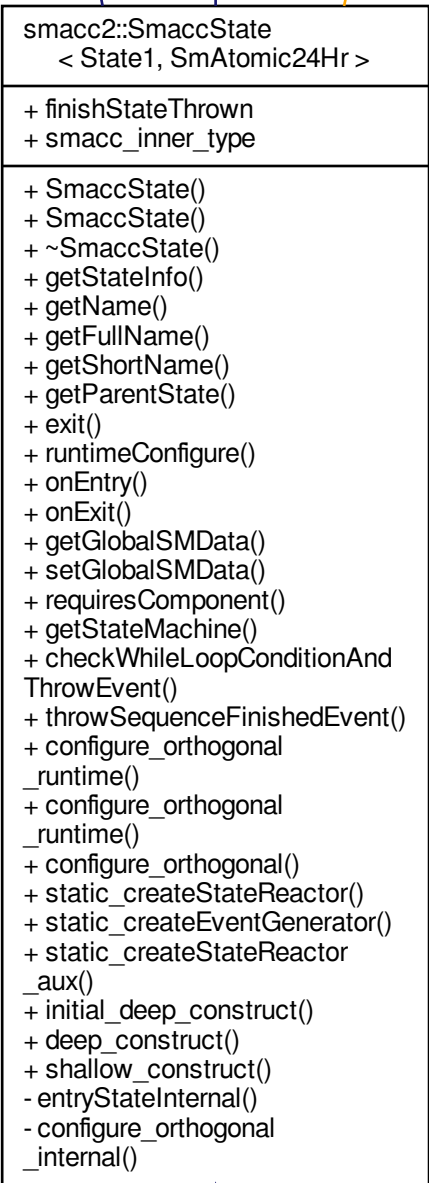 smacc2::SmaccState
< State1, SmAtomic24Hr >
+ finishStateThrown
+ smacc_inner_type
+ SmaccState()
+ SmaccState()
+ ~SmaccState()
+ getStateInfo()
+ getName()
+ getFullName()
+ getShortName()
+ getParentState()
+ exit()
+ runtimeConfigure()
+ onEntry()
+ onExit()
+ getGlobalSMData()
+ setGlobalSMData()
+ requiresComponent()
+ getStateMachine()
+ checkWhileLoopConditionAnd
ThrowEvent()
+ throwSequenceFinishedEvent()
+ configure_orthogonal
_runtime()
+ configure_orthogonal
_runtime()
+ configure_orthogonal()
+ static_createStateReactor()
+ static_createEventGenerator()
+ static_createStateReactor
_aux()
+ initial_deep_construct()
+ deep_construct()
+ shallow_construct()
- entryStateInternal()
- configure_orthogonal
_internal()